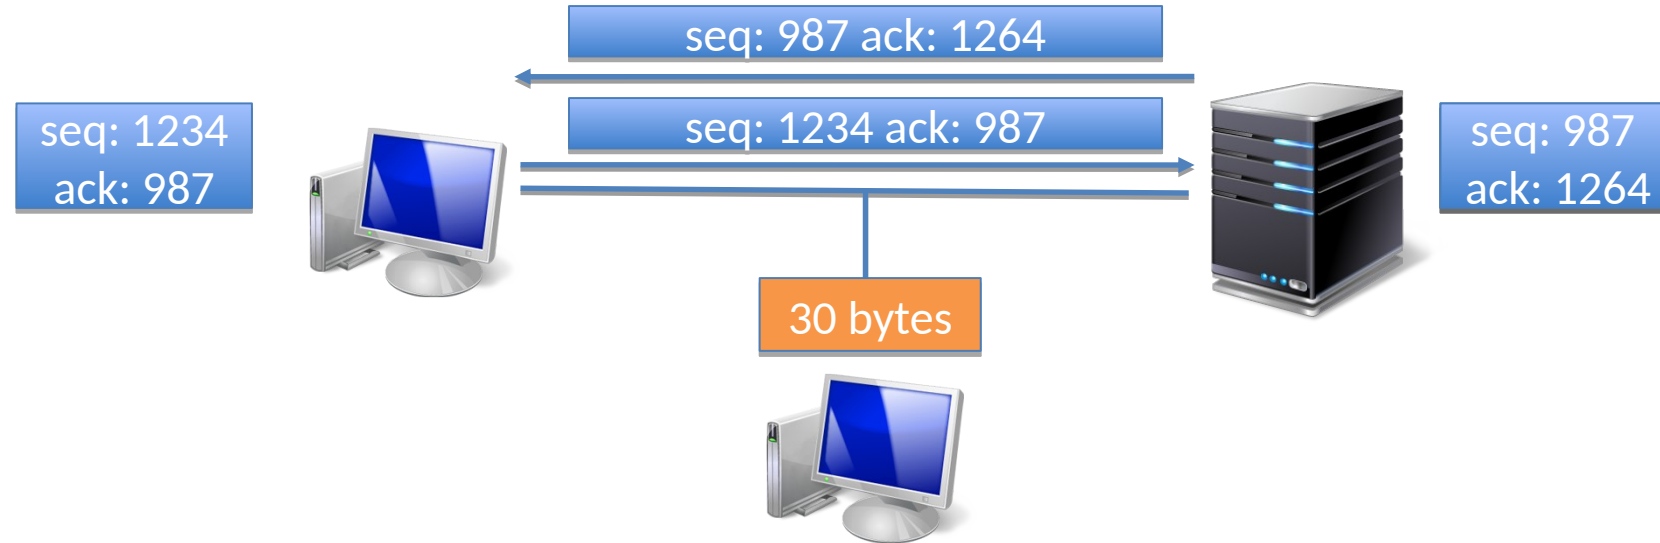 seq: 987 ack: 1264
seq: 1234 ack: 987
seq: 1234
ack: 987
seq: 987
ack: 1264
30 bytes